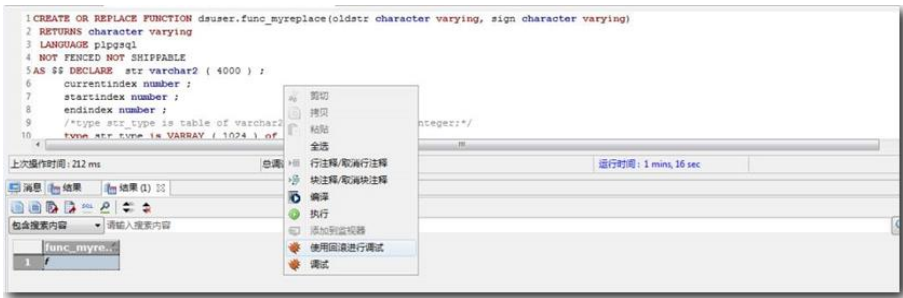 1 CREATE OR REPLACE FUNCTION dsuser.func_myreplace(oldstr character varying, sign character varying)
2 RETURNS character varying
3 LANGUAGE plpgsql
4 NOT FENCED NOT SHIPPABLE
5 AS $$ DECLARE str varchar2 ( 4000 ) ;
6 currentindex number ;
7 startindex number ;
8 endindex number ;
9 /*type str_type is table of varchar2 nteger;*/
10 type str_type is VARRAY ( 1024 ) of
剪切
拷贝
粘贴
全选
行注释/取消行注释
块注释/取消块注释
编译
执行
添加到监视器
使用回滚进行调试
调试
上次操作时间: 212 ms 总调 运行时间: 1 mins, 16 sec
消息 结果 结果 (1)
包含搜索内容 请输入搜索内容
func_myre..
1 f